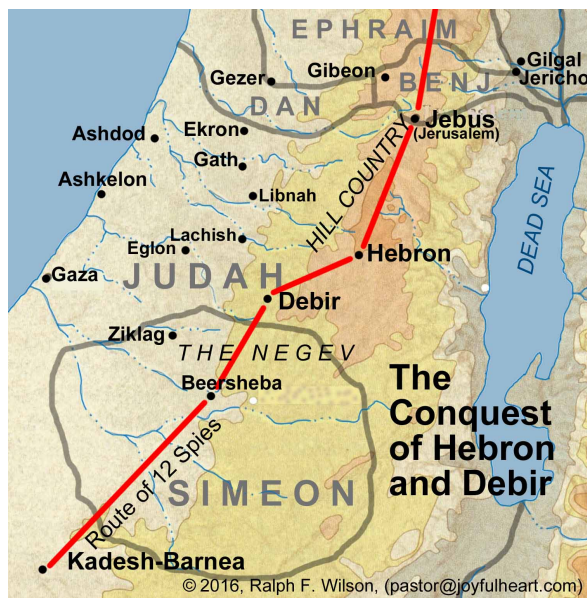 EPHRAIM
Gilgal
Gezer
Gibeon
BENJ.
Jericho
DAN
Jebus
(Jerusalem)
Ashdod
Ekron
HILL COUNTRY
Gath
Ashkelon
Libnah
DEAD SEA
Lachish
Eglon
Hebron
Gaza
JUDAH
Debir
Ziklag
THE NEGEV
Beersheba
The
Conquest
of Hebron
and Debir
Route of 12 Spies
SIMEON
Kadesh-Barnea
© 2016, Ralph F. Wilson, (pastor@joyfulheart.com)